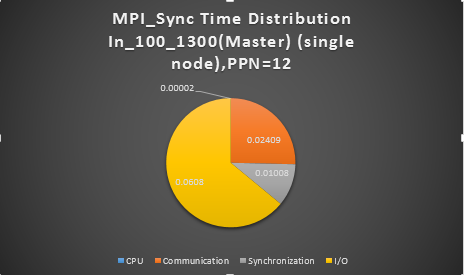 MPI_Sync Time Distribution
In_100_1300(Master) (single
node),PPN=12
0.00002
0.02409
0.01008
0.0608
CPU Communication Synchronization I/O